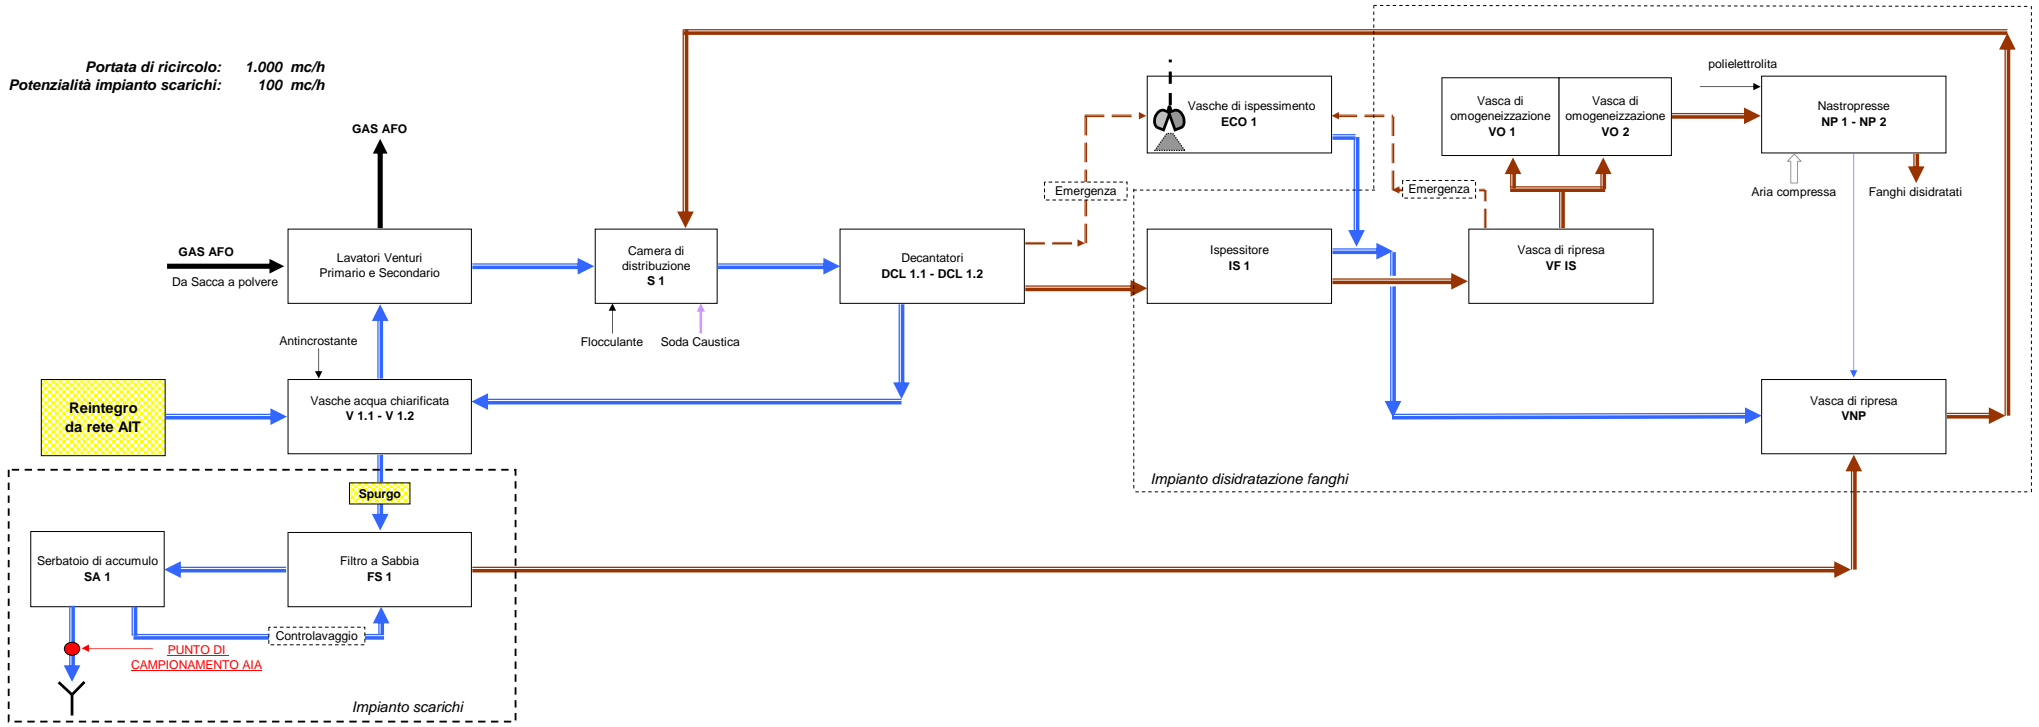 Portata di ricircolo: 1.000 mc/h
Potenzialità impianto scarichi: 100 mc/h
GAS AFO
GAS AFO
Da Sacca a polvere
Lavatori Venturi
Primario e Secondario
Camera di
distribuzione
S 1
Flocculante
Soda Caustica
Decantatori
DCL 1.1 - DCL 1.2
Emergenza
Vasche di ispessimento
ECO 1
Ispessitore
IS 1
Emergenza
Vasca di
omogeneizzazione
VO 1
Vasca di
omogeneizzazione
VO 2
Vasca di ripresa
VF IS
polielettrolita
Nastropresse
NP 1 - NP 2
Aria compressa
Fanghi disidratati
Vasca di ripresa
VNP
Impianto disidratazione fanghi
Antincrostante
Reintegro
da rete AIT
Vasche acqua chiarificata
V 1.1 - V 1.2
Spurgo
Serbatoio di accumulo
SA 1
Filtro a Sabbia
FS 1
Controlavaggio
PUNTO DI
CAMPIONAMENTO AIA
Impianto scarichi